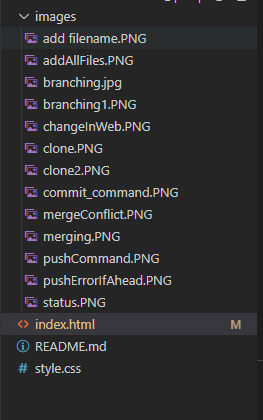 images
add filename.PNG
addAllFiles.PNG
branching.jpg
branching1.PNG
changeInWeb.PNG
clone.PNG
clone2.PNG
commit_command.PNG
mergeConflict.PNG
merging.PNG
pushCommand.PNG
pushErrorIfAhead.PNG
status.PNG
index.html M
README.md
style.css